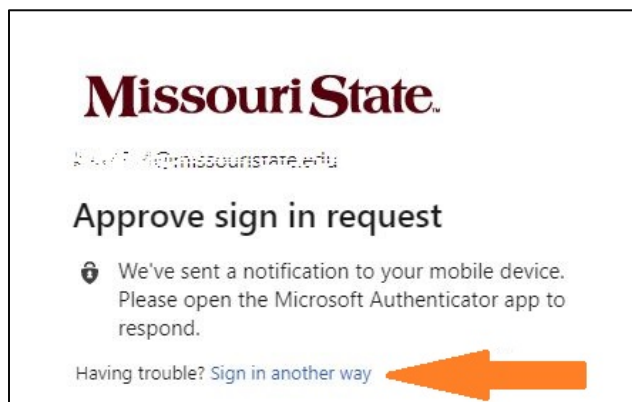 Missouri State™
@missouristate.edu
Approve sign in request
We've sent a notification to your mobile device.
Please open the Microsoft Authenticator app to
respond.
Having trouble? Sign in another way